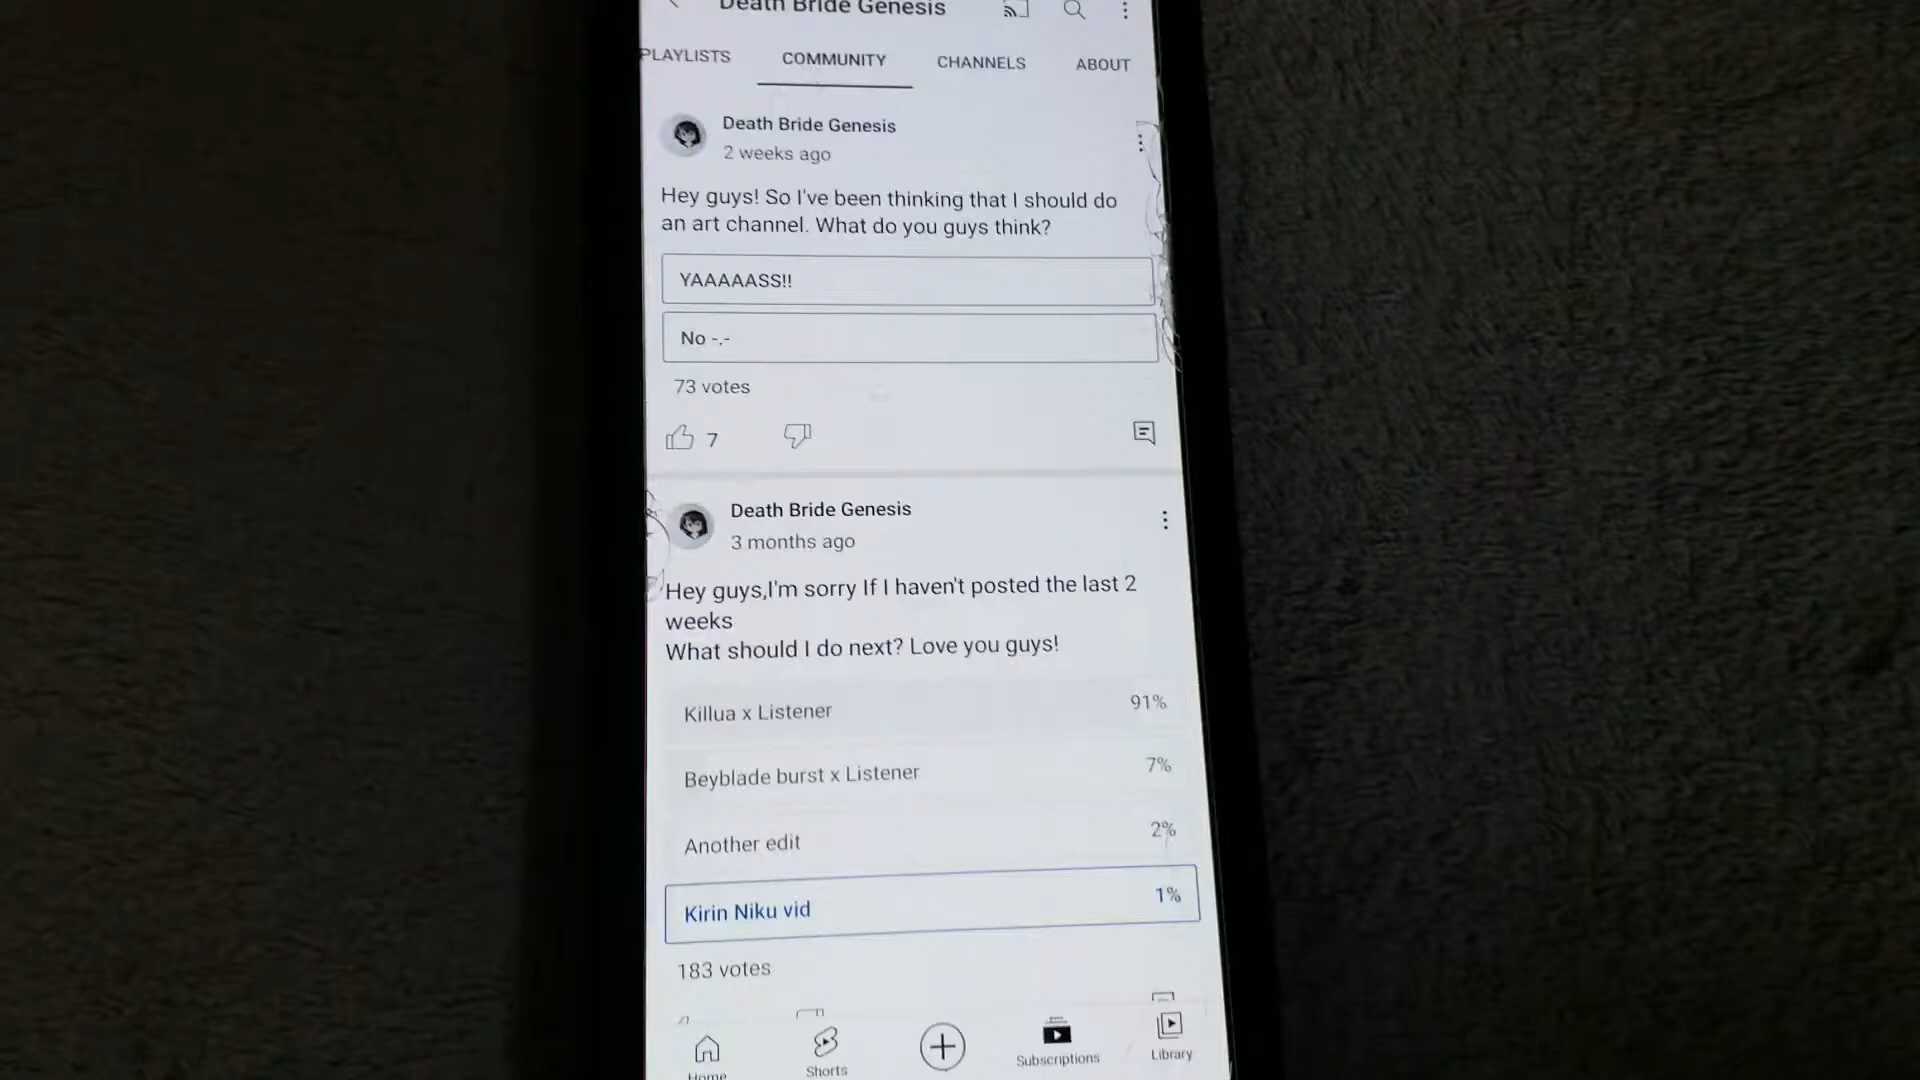 Death Bride Genesis
PLAYLISTS COMMUNITY CHANNELS ABOUT
Death Bride Genesis
2 weeks ago
Hey guys! So I've been thinking that I should do
an art channel. What do you guys think?
YAAAAASS!!
No -.-
73 votes
7
Death Bride Genesis
3 months ago
Hey guys,I'm sorry If I haven't posted the last 2
weeks
What should I do next? Love you guys!
Killua x Listener 91%
Beyblade burst x Listener 7%
Another edit 2%
Kirin Niku vid 1%
183 votes
Home Shorts Subscriptions Library